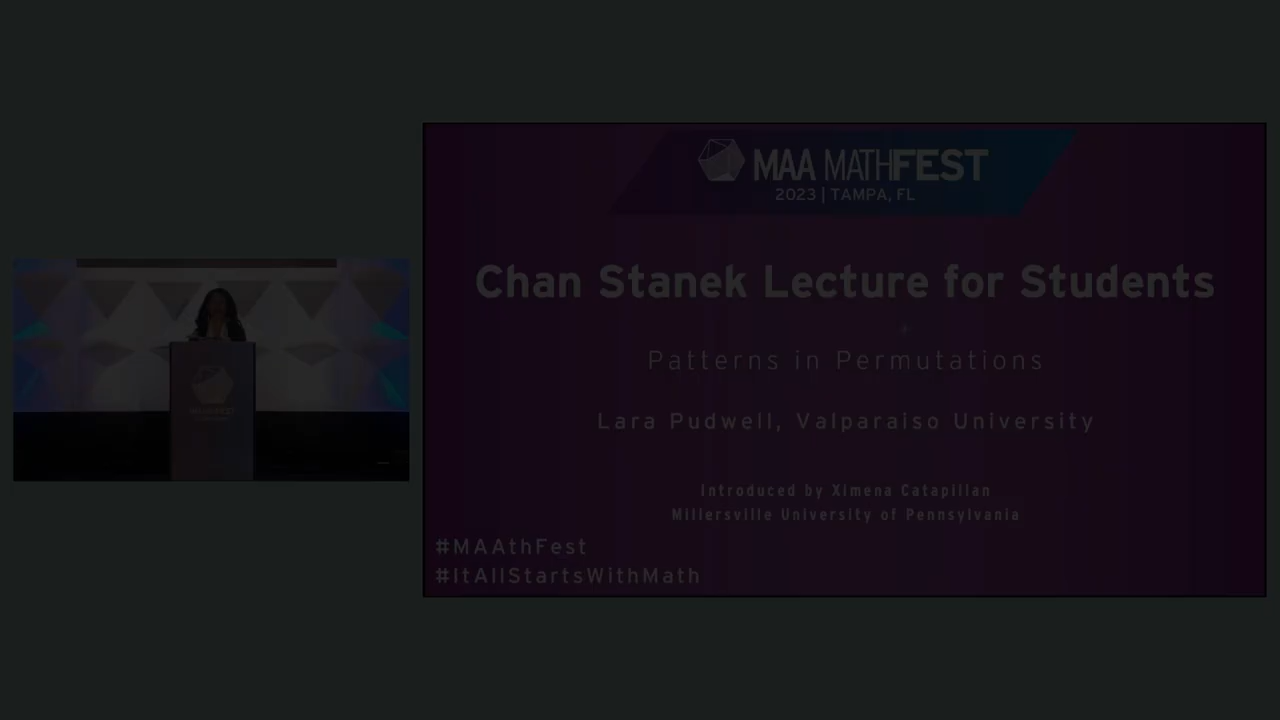 MAA MATHFEST
2023 | TAMPA, FL
Chan Stanek Lecture for Students
Patterns in Permutations
Lara Pudwell, Valparaiso University
Introduced by Ximena Catapillan
Millersville University of Pennsylvania
#MAAthFest
#ItAllStartsWithMath